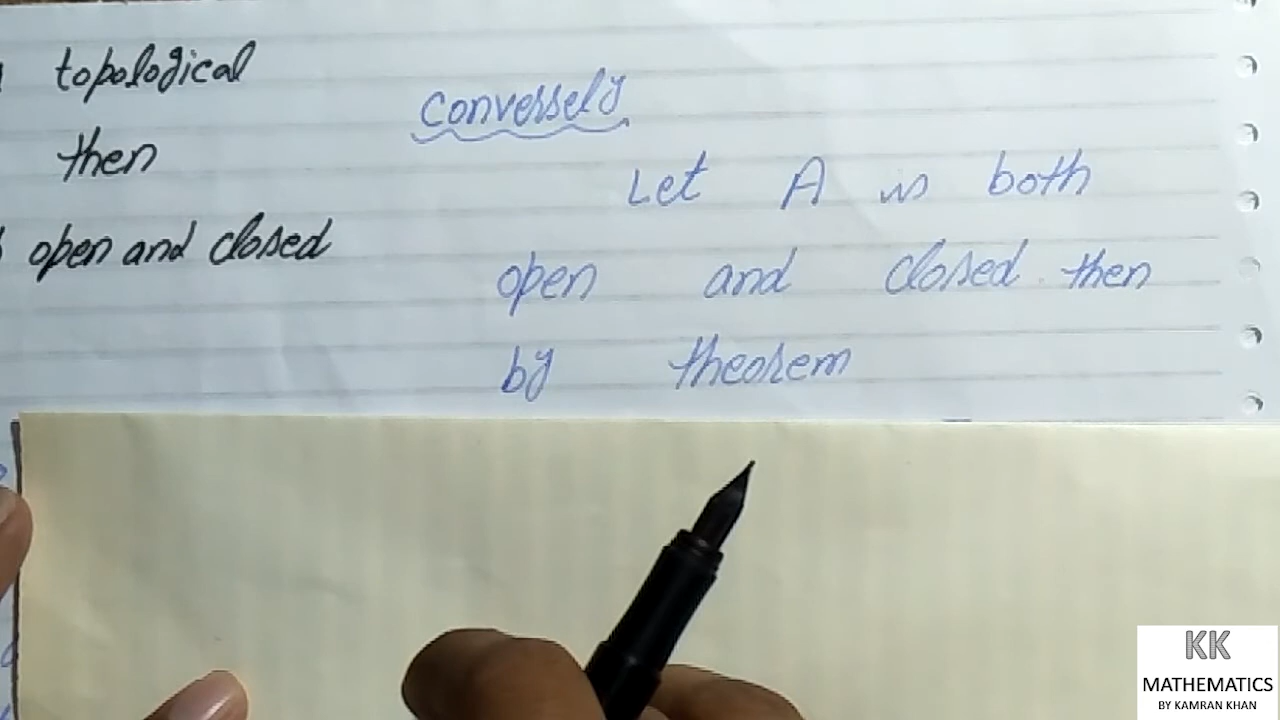 topological
then
open and closed
Conversely
Let A is both
open and closed then
by theorem
KK
MATHEMATICS
BY KAMRAN KHAN